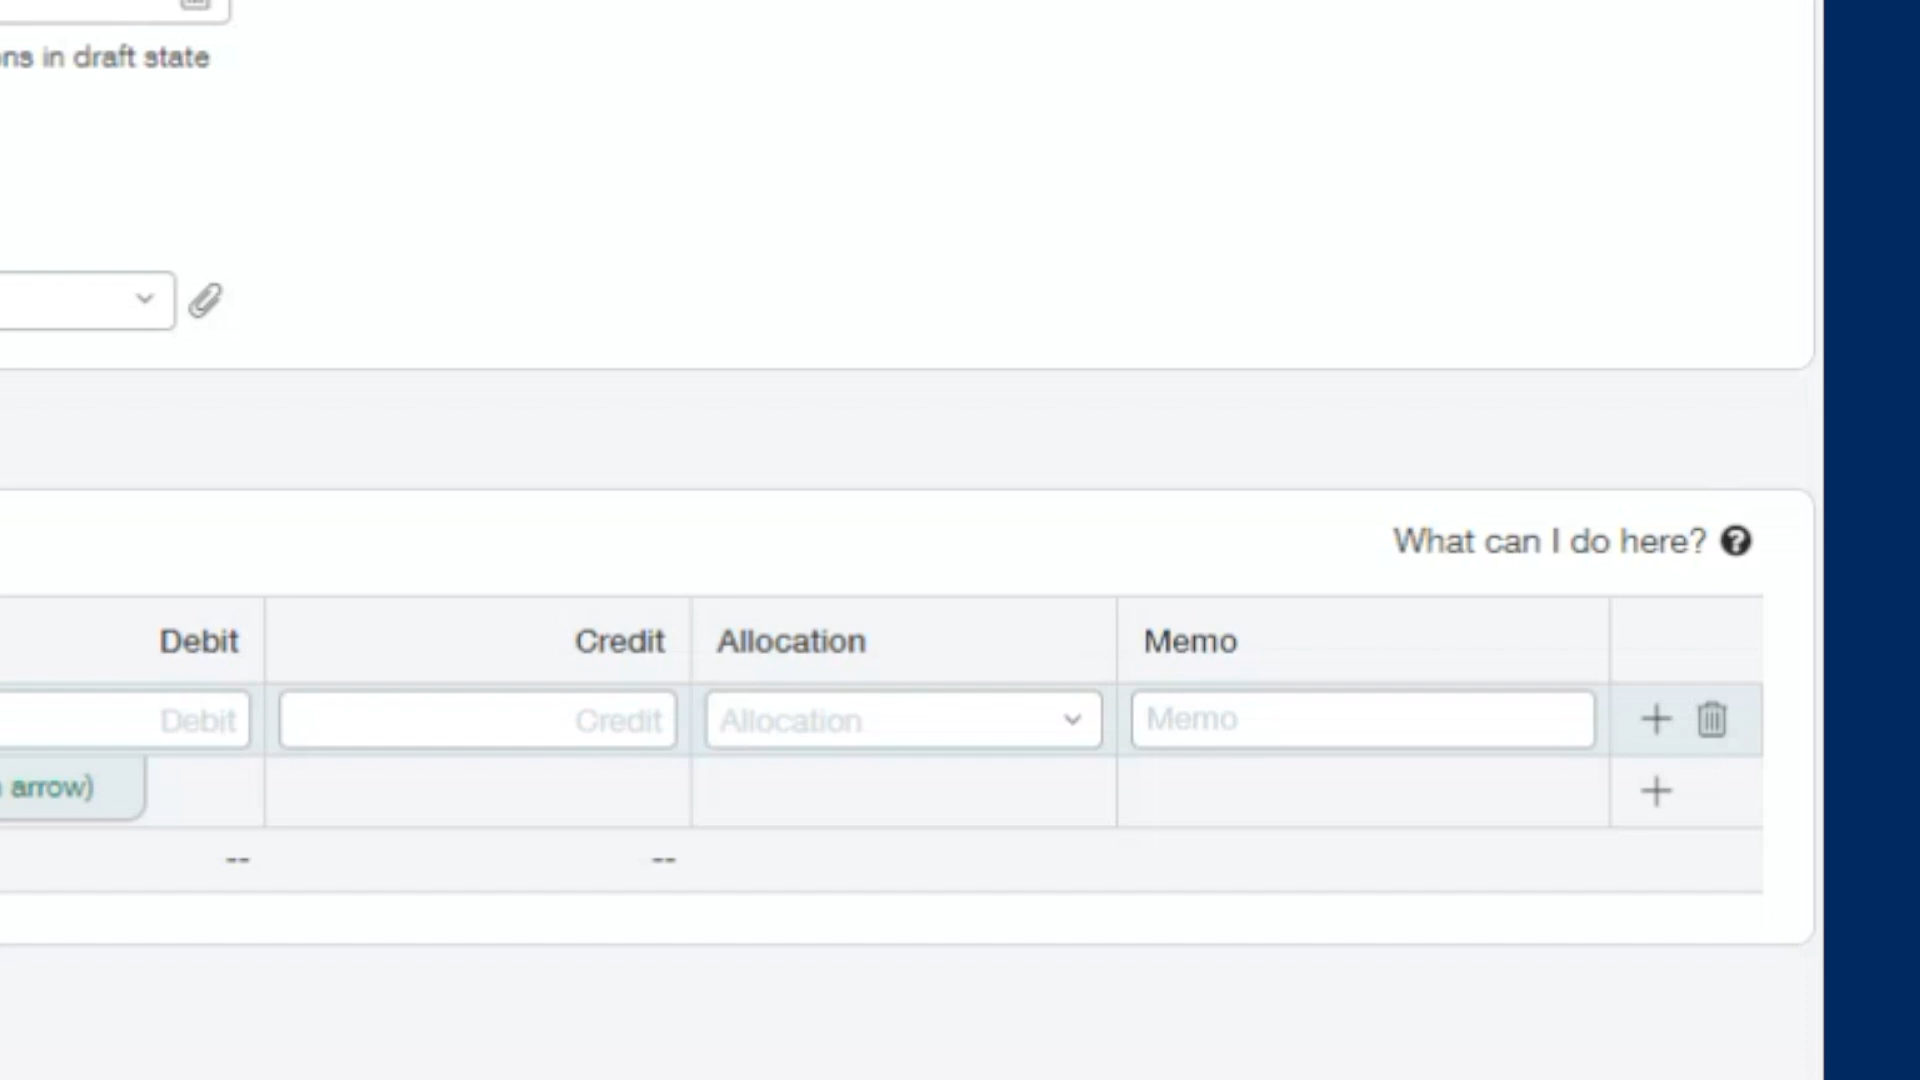 ns in draft state
What can I do here?
Debit Credit Allocation Memo
Debit Credit Allocation Memo
arrow)
-- --